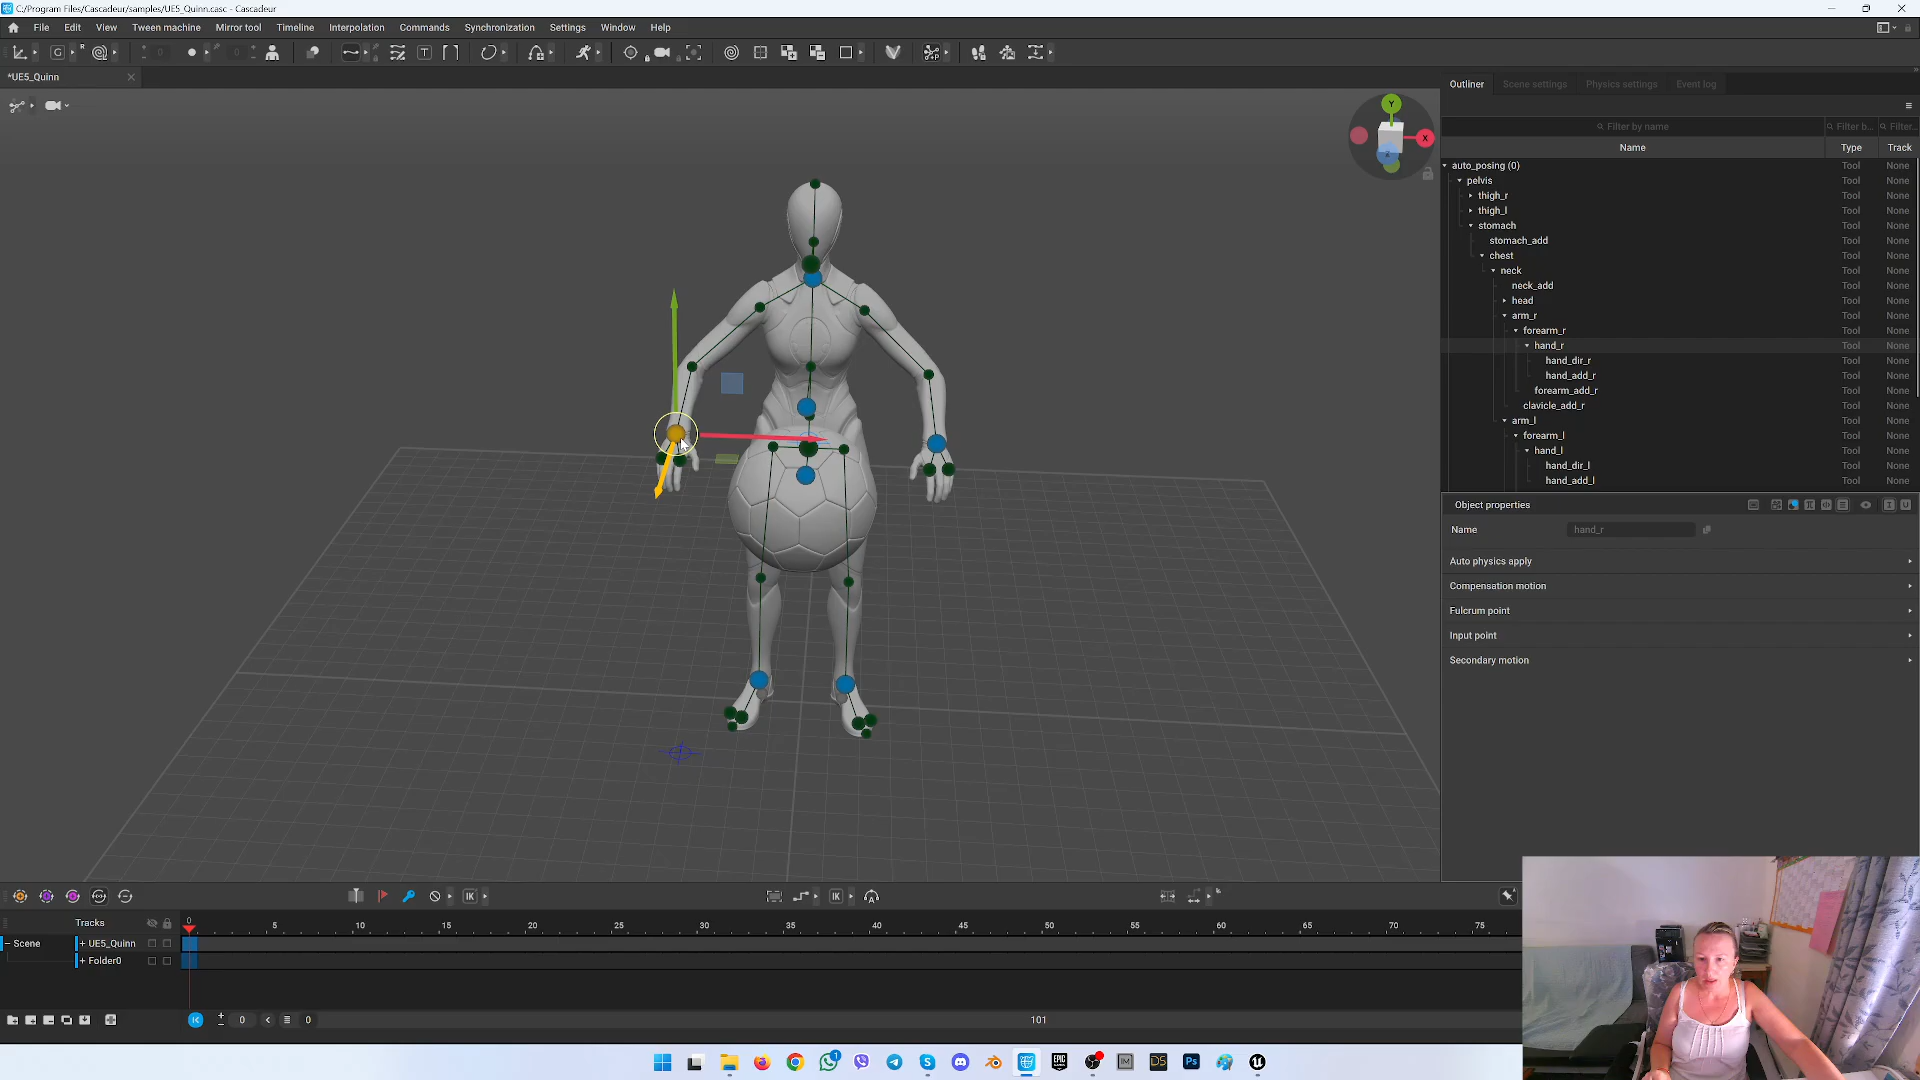 C:/Program Files/Cascadeur/samples/UE5_Quinn.casc - Cascadeur
File Edit View Tween machine Mirror tool Timeline Interpolation Commands Synchronization Settings Window Help
*UE5_Quinn
Outliner Scene settings Physics settings Event log
Filter by name Filter b... Filter...
Name Type Track
auto_posing (0) Tool None
pelvis Tool None
thigh_r Tool None
thigh_l Tool None
stomach Tool None
stomach_add Tool None
chest Tool None
neck Tool None
neck_add Tool None
head Tool None
arm_r Tool None
forearm_r Tool None
hand_r Tool None
hand_dir_r Tool None
hand_add_r Tool None
forearm_add_r Tool None
clavicle_add_r Tool None
arm_l Tool None
forearm_l Tool None
hand_l Tool None
hand_dir_l Tool None
hand_add_l Tool None
Y
X
Object properties
Name hand_r
Auto physics apply
Compensation motion
Fulcrum point
Input point
Secondary motion
IK IK
Tracks 0 5 10 15 20 25 30 35 40 45 50 55 60 65 70 75
Scene + UE5_Quinn
+ Folder0
0 0 101